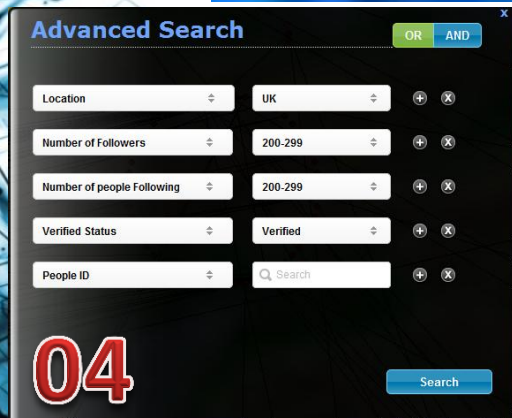 x
Advanced Search OR AND
Location UK
Number of Followers 200-299
Number of people Following 200-299
Verified Status Verified
People ID Search
04
Search